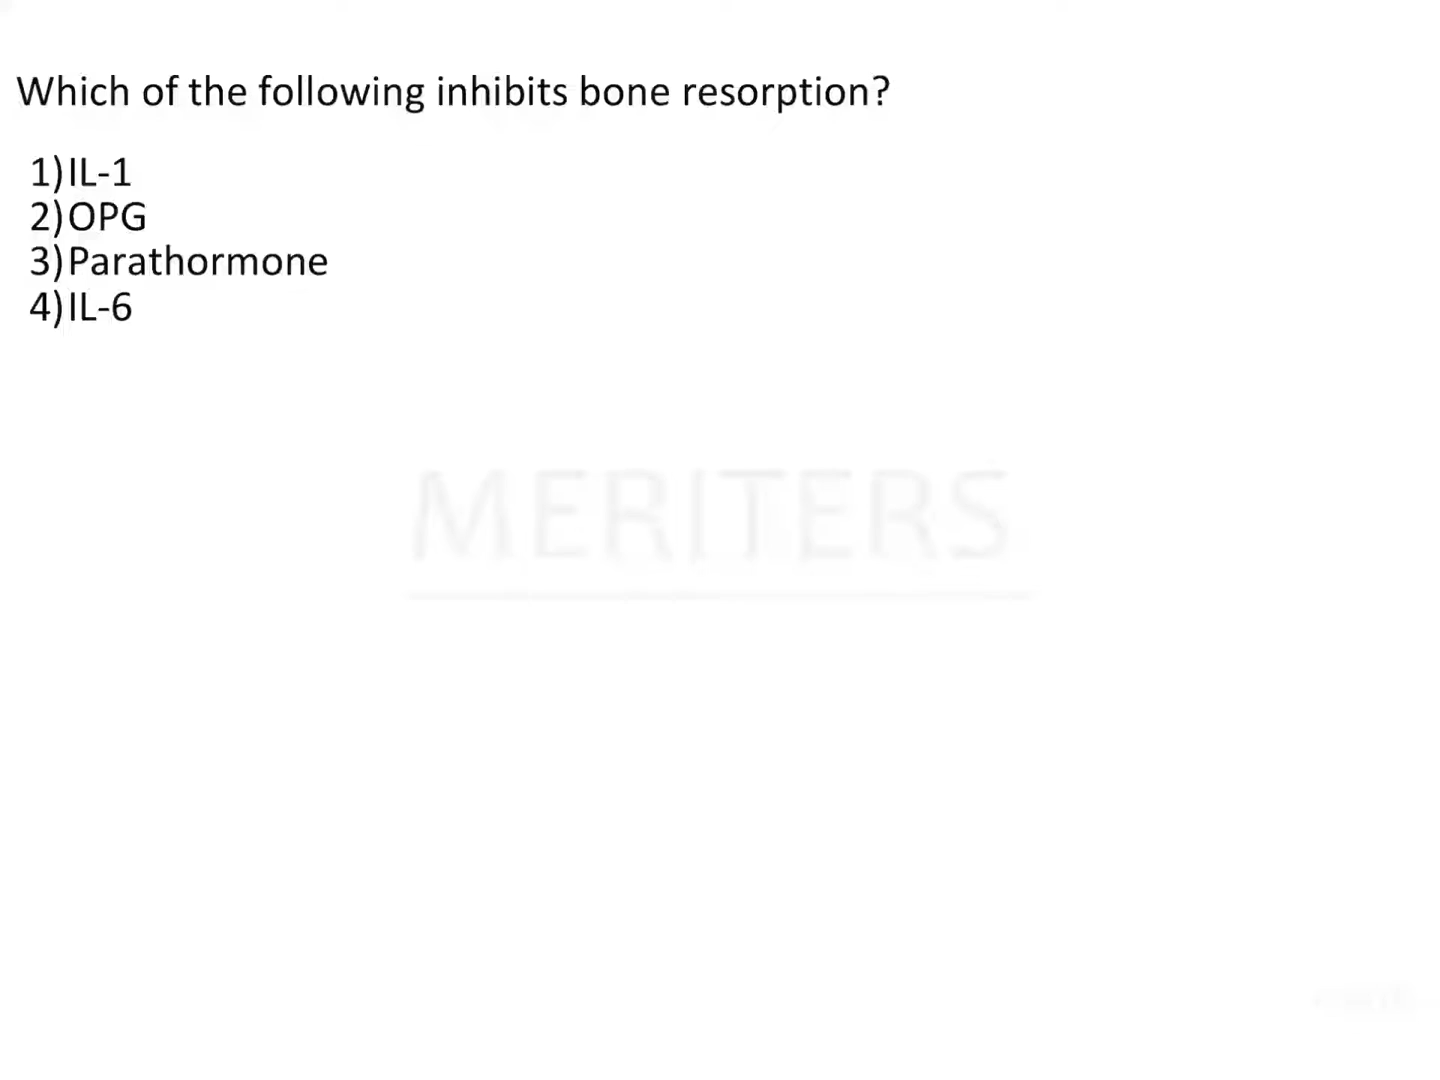 Which of the following inhibits bone resorption?
1)IL-1
2)OPG
3)Parathormone
4)IL-6
MERITERS